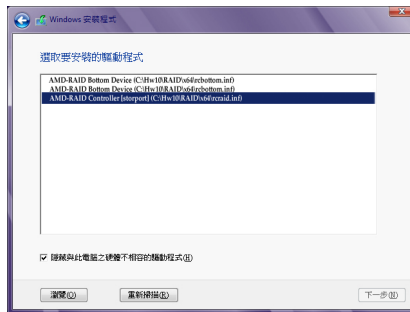 Windows 安裝程式
選取要安裝的驅動程式
AMD-RAID Bottom Device (C:\Hw10\RAID\x64\rcbottom.inf)
AMD-RAID Bottom Device (C:\Hw10\RAID\x64\rcbottom.inf)
AMD-RAID Controller [storport] (C:\Hw10\RAID\x64\rcraid.inf)
隱藏與此電腦之硬體不相容的驅動程式(H)
瀏覽(O)
重新掃描(R)
下一步(N)